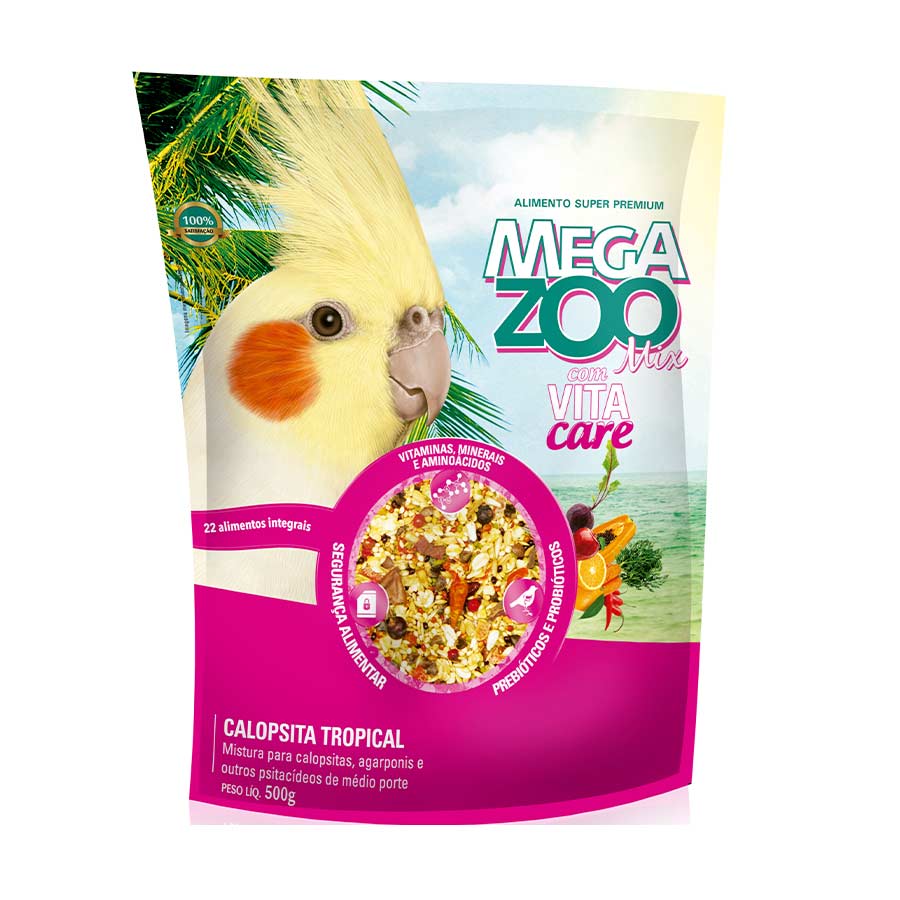 ALIMENTO SUPER PREMIUM
MEGA
ZOO
Mix
com
VITA
care
100%
SATISFAÇÃO
VITAMINAS, MINERAIS
E AMINOÁCIDOS
22 alimentos integrais
SEGURANÇA ALIMENTAR
PREBIÓTICOS E PROBIÓTICOS
CALOPSITA TROPICAL
Mistura para calopsitas, agarponis e
outros psitacídeos de médio porte
PESO LÍQ. 500g